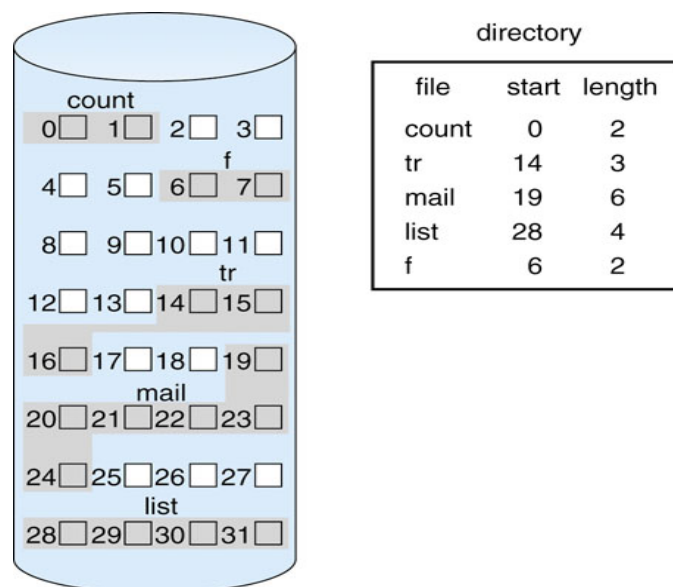 count
0 1 2 3
f
4 5 6 7
8 9 10 11
tr
12 13 14 15
16 17 18 19
mail
20 21 22 23
24 25 26 27
list
28 29 30 31
directory
file start length
count 0 2
tr 14 3
mail 19 6
list 28 4
f 6 2